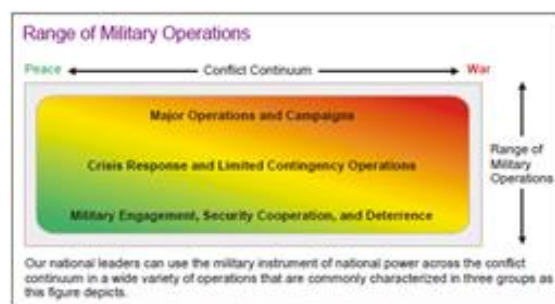 Range of Military Operations
Peace Conflict Continuum War
Major Operations and Campaigns
Crisis Response and Limited Contingency Operations
Military Engagement, Security Cooperation, and Deterrence
Range of
Military
Operations
Our national leaders can use the military instrument of national power across the conflict
continuum in a wide variety of operations that are commonly characterized in three groups as
this figure depicts.